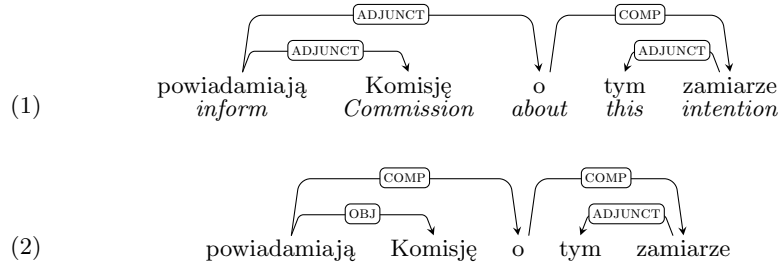 ADJUNCT COMP
ADJUNCT ADJUNCT
(1) powiadamiają Komisję o tym zamiarze
inform Commission about this intention
COMP COMP
OBJ ADJUNCT
(2) powiadamiają Komisję o tym zamiarze